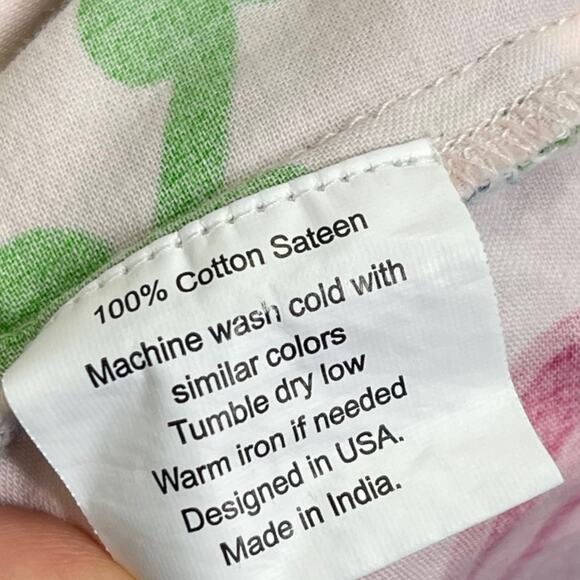 100% Cotton Sateen
Machine wash cold with
similar colors
Tumble dry low
Warm iron if needed
Designed in USA.
Made in India.